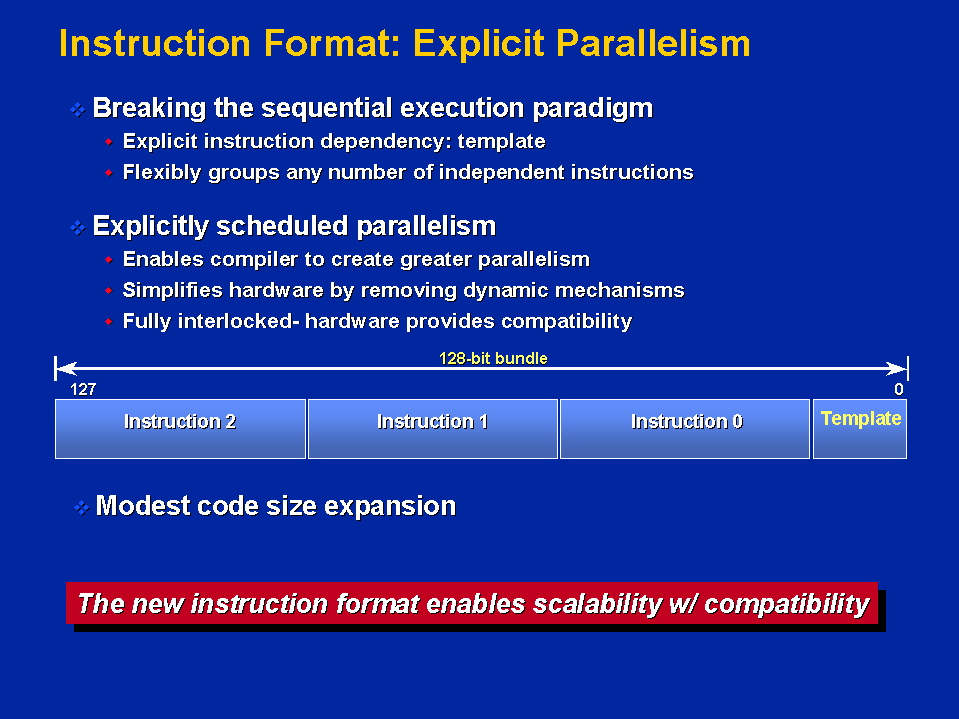 Instruction Format: Explicit Parallelism
Breaking the sequential execution paradigm
Explicit instruction dependency: template
Flexibly groups any number of independent instructions
Explicitly scheduled parallelism
Enables compiler to create greater parallelism
Simplifies hardware by removing dynamic mechanisms
Fully interlocked- hardware provides compatibility
128-bit bundle
127 0
Instruction 2 Instruction 1 Instruction 0 Template
Modest code size expansion
The new instruction format enables scalability w/ compatibility